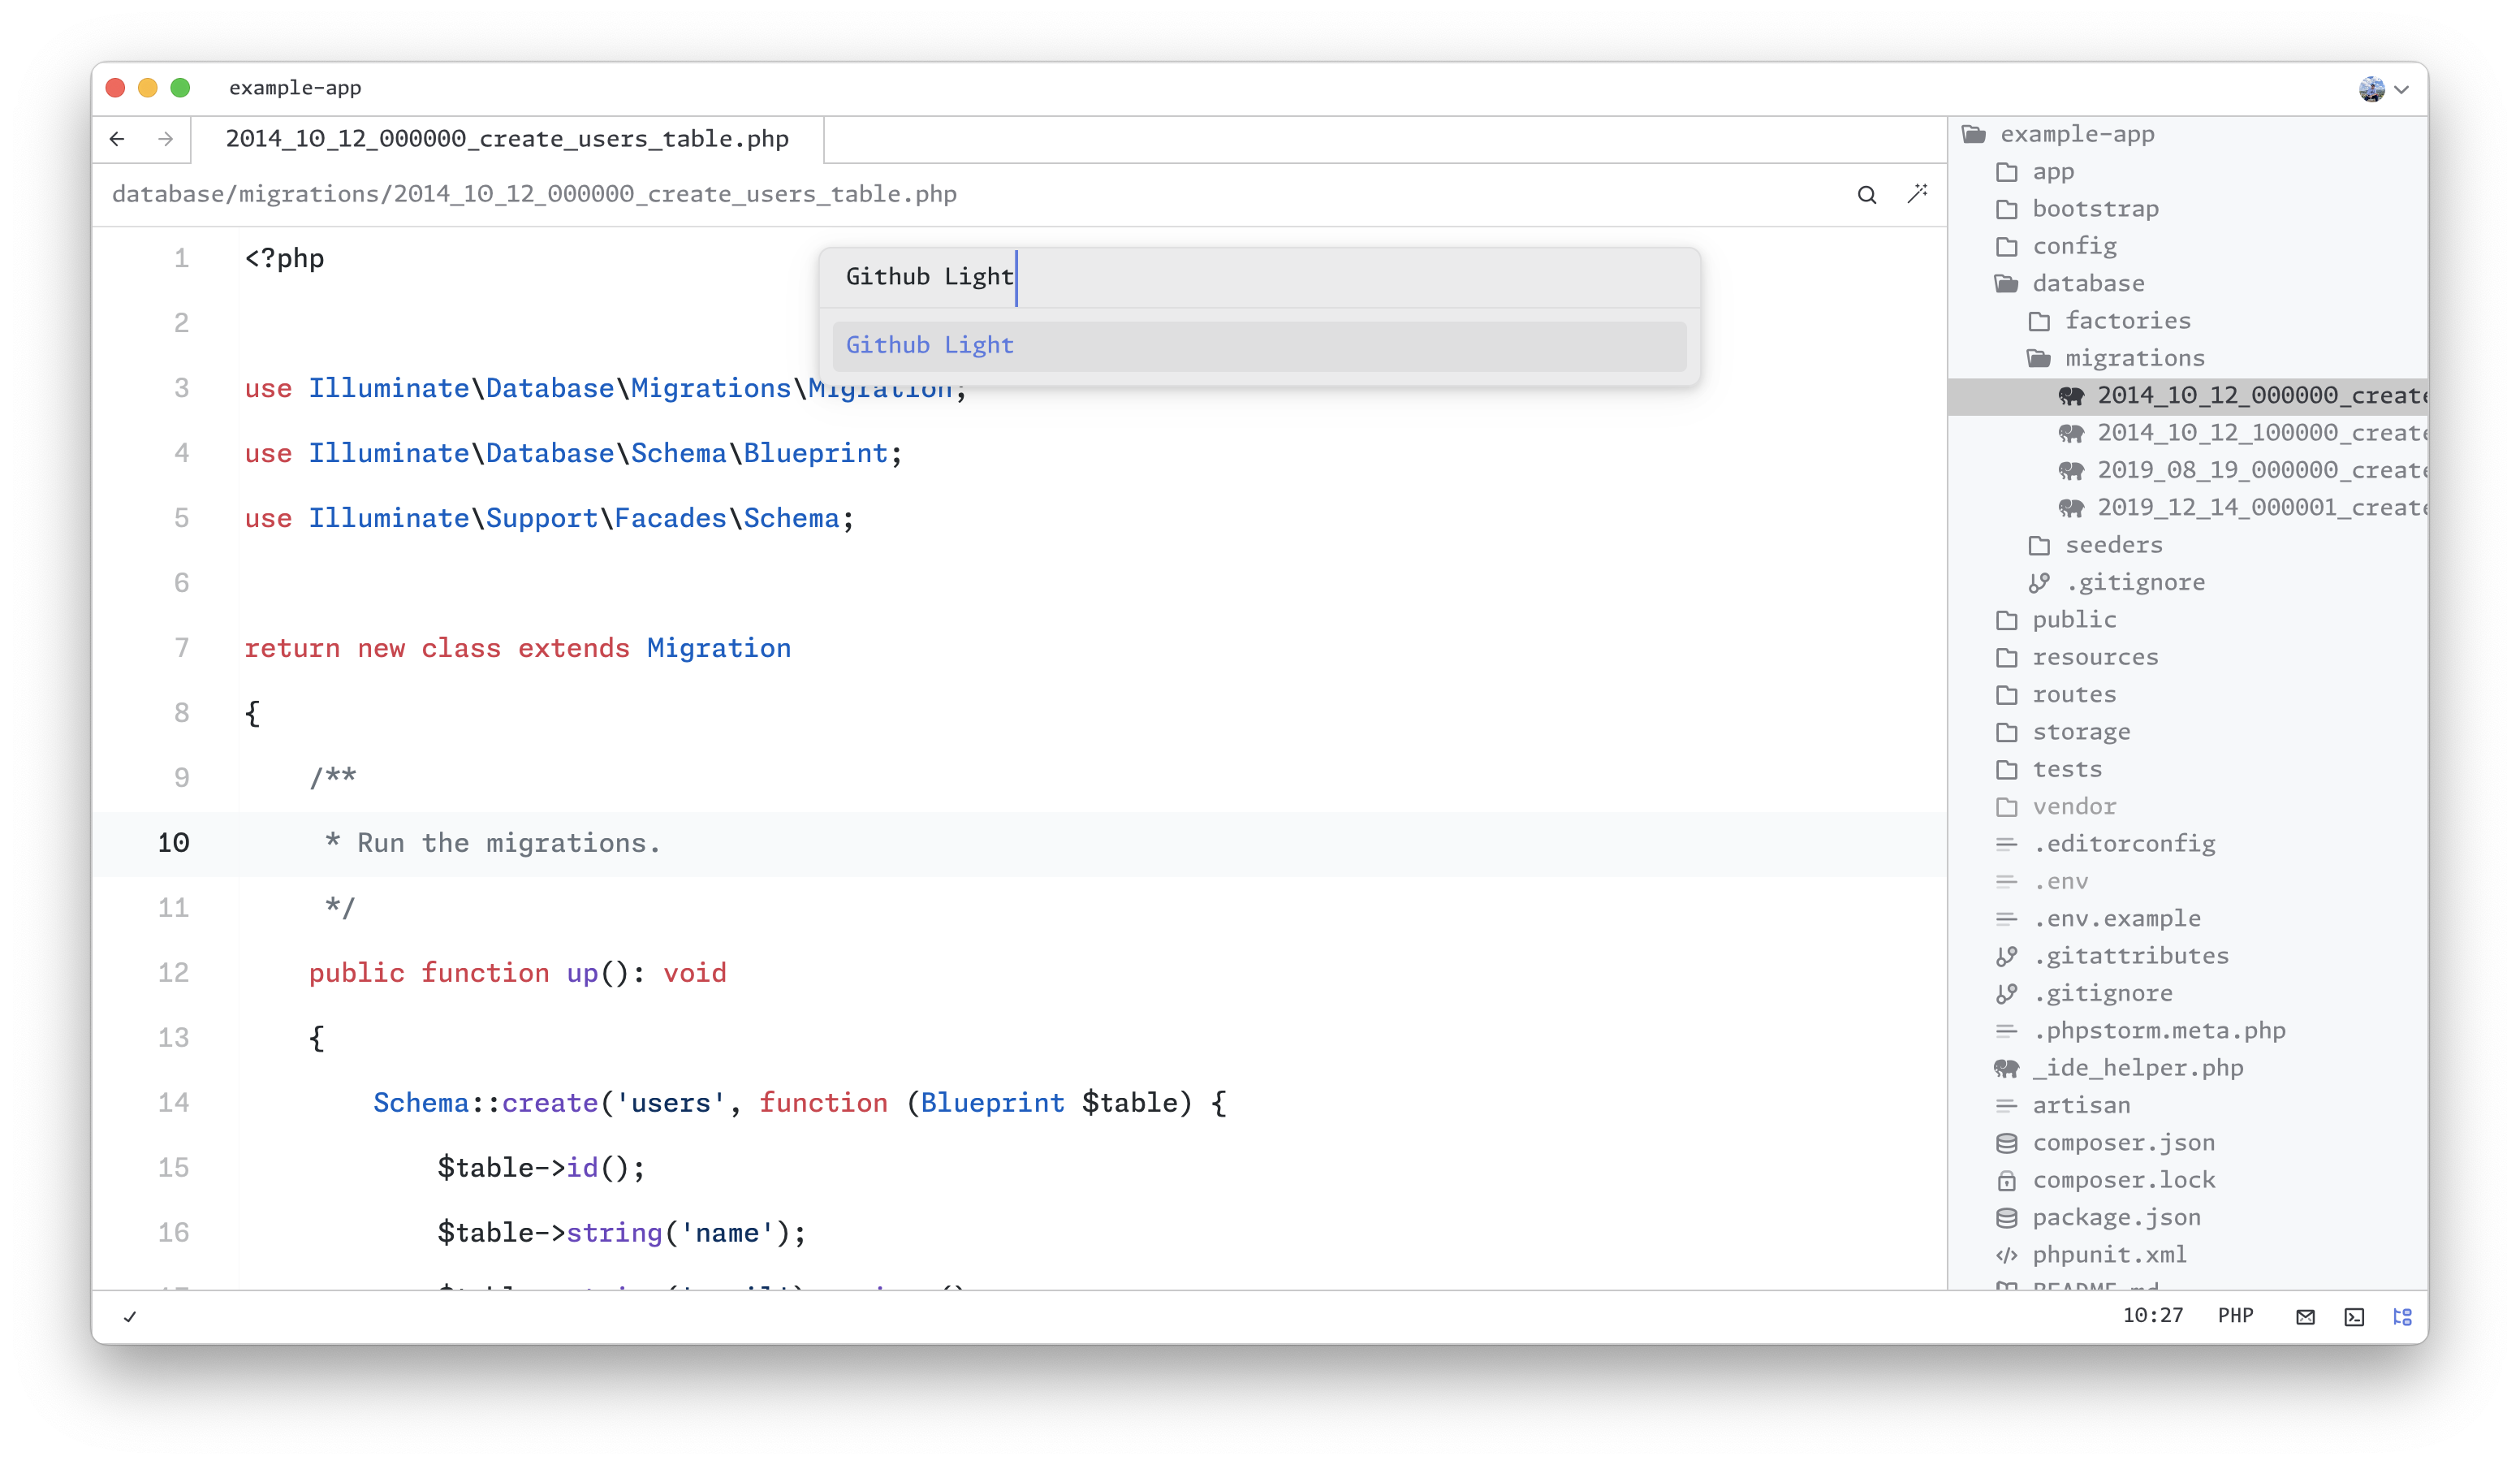 example-app
2014_10_12_000000_create_users_table.php
database/migrations/2014_10_12_000000_create_users_table.php
Github Light
Github Light
1 <?php
2
3 use Illuminate\Database\Migrations\Migration;
4 use Illuminate\Database\Schema\Blueprint;
5 use Illuminate\Support\Facades\Schema;
6
7 return new class extends Migration
8 {
9 /**
10 * Run the migrations.
11 */
12 public function up(): void
13 {
14 Schema::create('users', function (Blueprint $table) {
15 $table->id();
16 $table->string('name');
example-app
app
bootstrap
config
database
factories
migrations
2014_10_12_000000_create
2014_10_12_100000_create
2019_08_19_000000_create
2019_12_14_000001_create
seeders
.gitignore
public
resources
routes
storage
tests
vendor
.editorconfig
.env
.env.example
.gitattributes
.gitignore
.phpstorm.meta.php
_ide_helper.php
artisan
composer.json
composer.lock
package.json
phpunit.xml
README.md
10:27 PHP